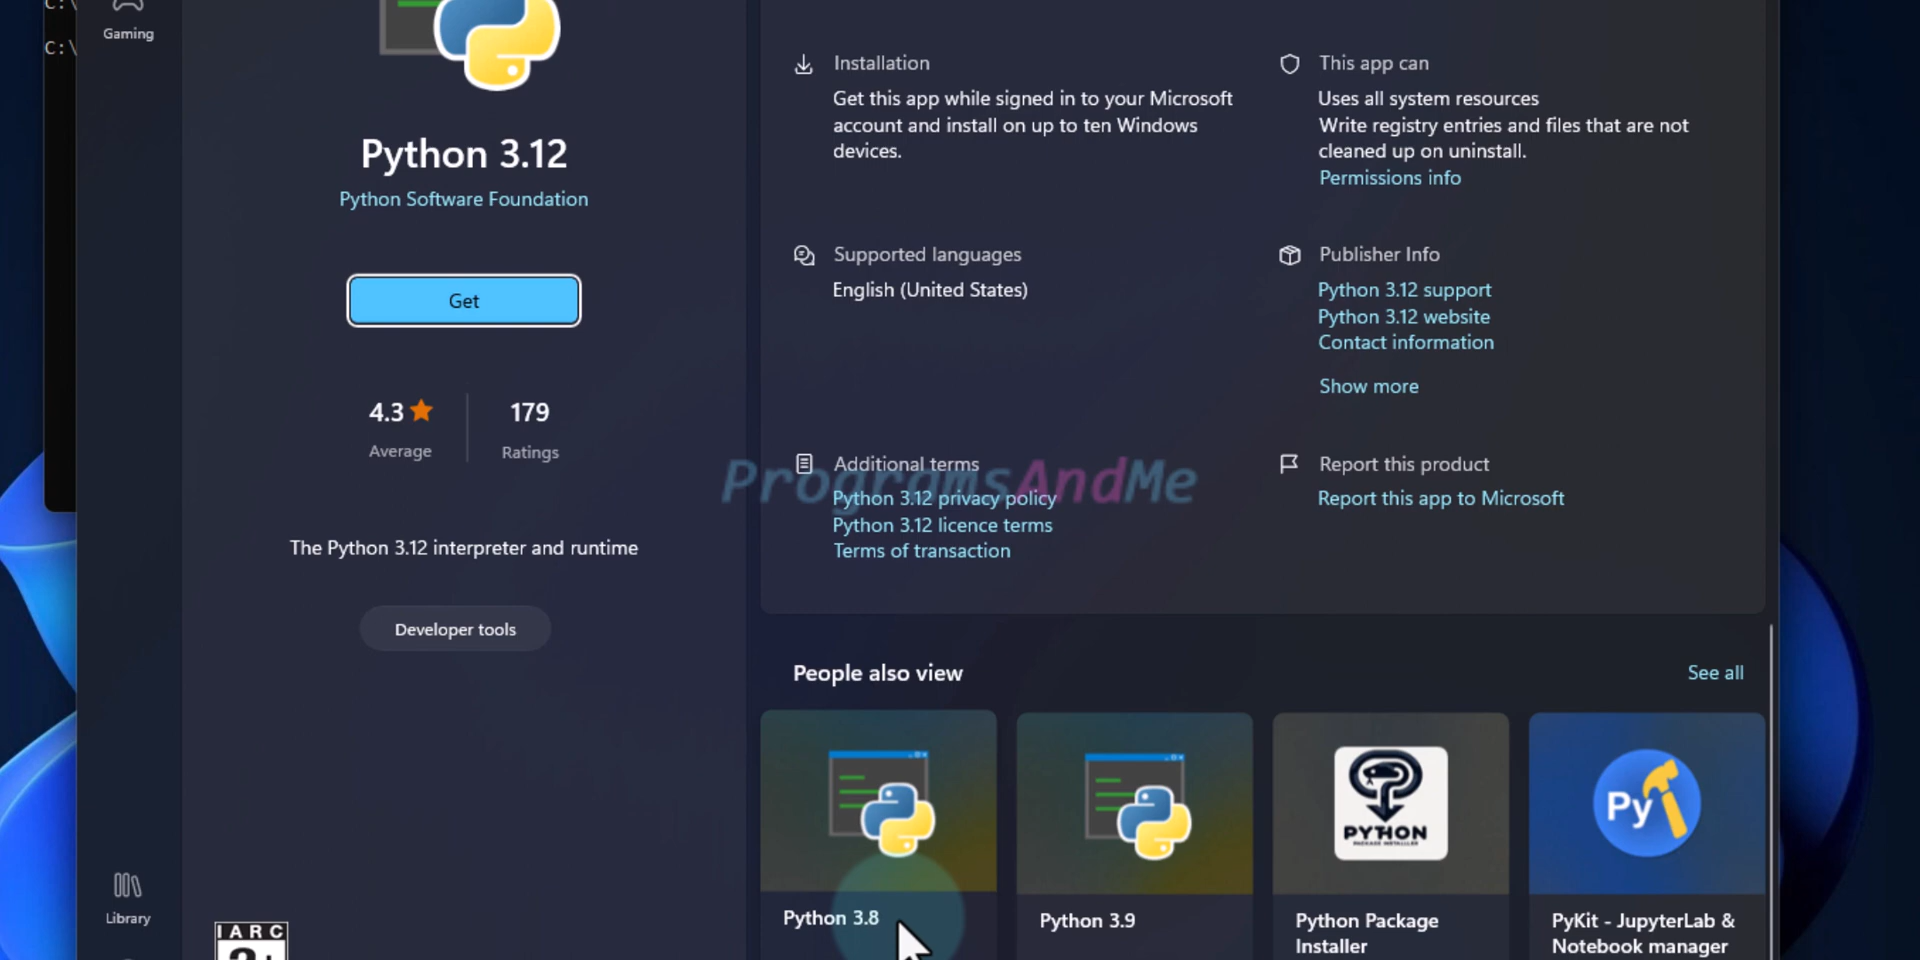 C:\
C:\
Gaming
Python 3.12
Python Software Foundation
Get
4.3
179
Average
Ratings
The Python 3.12 interpreter and runtime
Developer tools
Library
IARC
Installation
Get this app while signed in to your Microsoft
account and install on up to ten Windows
devices.
This app can
Uses all system resources
Write registry entries and files that are not
cleaned up on uninstall.
Permissions info
Supported languages
English (United States)
Publisher Info
Python 3.12 support
Python 3.12 website
Contact information
Show more
Additional terms
Python 3.12 privacy policy
Python 3.12 licence terms
Terms of transaction
Report this product
Report this app to Microsoft
ProgramsAndMe
People also view
See all
PYTHON
PACKAGE INSTALLER
Py
Python 3.8
Python 3.9
Python Package
Installer
PyKit - JupyterLab &
Notebook manager